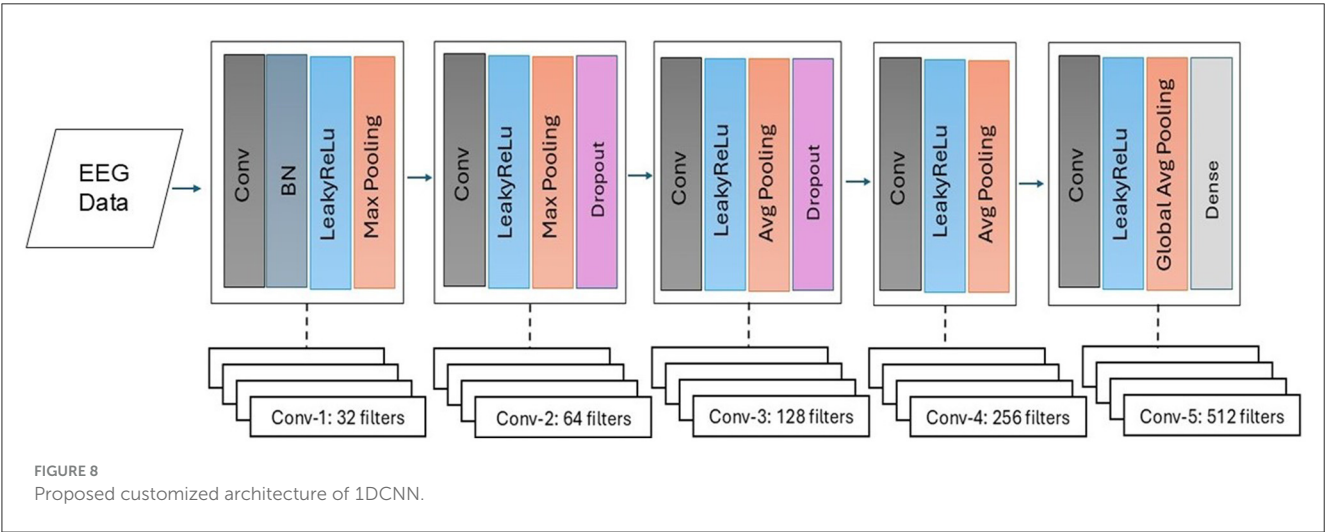 EEG
Data
Conv
BN
LeakyReLu
Max Pooling
Conv
LeakyReLu
Max Pooling
Dropout
Conv
LeakyReLu
Avg Pooling
Dropout
Conv
LeakyReLu
Avg Pooling
Conv
LeakyReLu
Global Avg Pooling
Dense
Conv-1: 32 filters
Conv-2: 64 filters
Conv-3: 128 filters
Conv-4: 256 filters
Conv-5: 512 filters
FIGURE 8
Proposed customized architecture of 1DCNN.